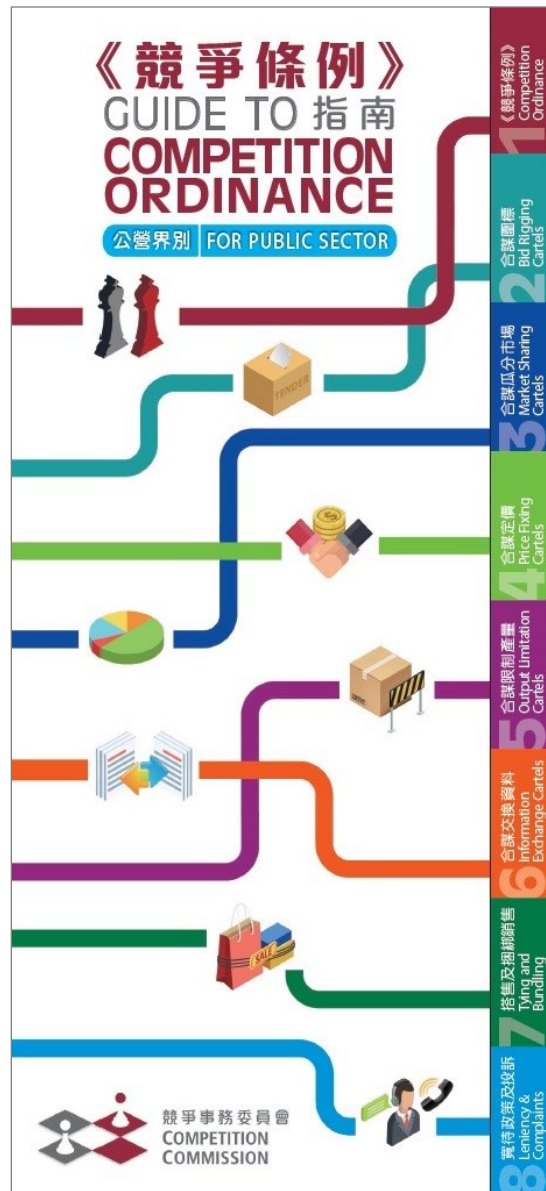 《競爭條例》
GUIDE TO 指南
COMPETITION
ORDINANCE
公營界別 FOR PUBLIC SECTOR
1
《競爭條例》
Competition
Ordinance
2
合謀圍標
Bid Rigging
Cartels
3
合謀瓜分市場
Market Sharing
Cartels
4
合謀定價
Price Fixing
Cartels
5
合謀限制產量
Output Limitation
Cartels
6
合謀交換資料
Information
Exchange Cartels
7
搭售及捆綁銷售
Tying and
Bundling
8
寬待政策及投訴
Leniency &
Complaints
TENDER
SALE
競爭事務委員會
COMPETITION
COMMISSION